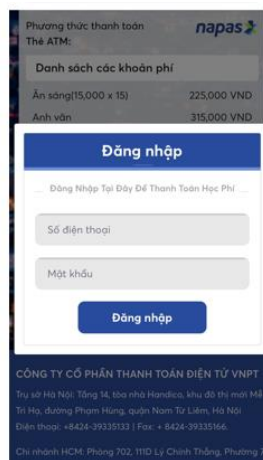 Phương thức thanh toán
Thẻ ATM:
napas
Danh sách các khoản phí
Ăn sáng(15,000 x 15) 225,000 VND
Anh văn 315,000 VND
Đăng nhập
Đăng Nhập Tại Đây Để Thanh Toán Học Phí
Số điện thoại
Mật khẩu
Đăng nhập
CÔNG TY CỔ PHẦN THANH TOÁN ĐIỆN TỬ VNPT
Trụ sở Hà Nội: Tầng 14, tòa nhà Handico, khu đô thị mới Mễ
Trì Hạ, đường Phạm Hùng, quận Nam Từ Liêm, Hà Nội
Điện thoại: +8424-39335133 | Fax: + 8424-39335166.
Chi nhánh HCM: Phòng 702, 111D Lý Chính Thắng, Phường 7